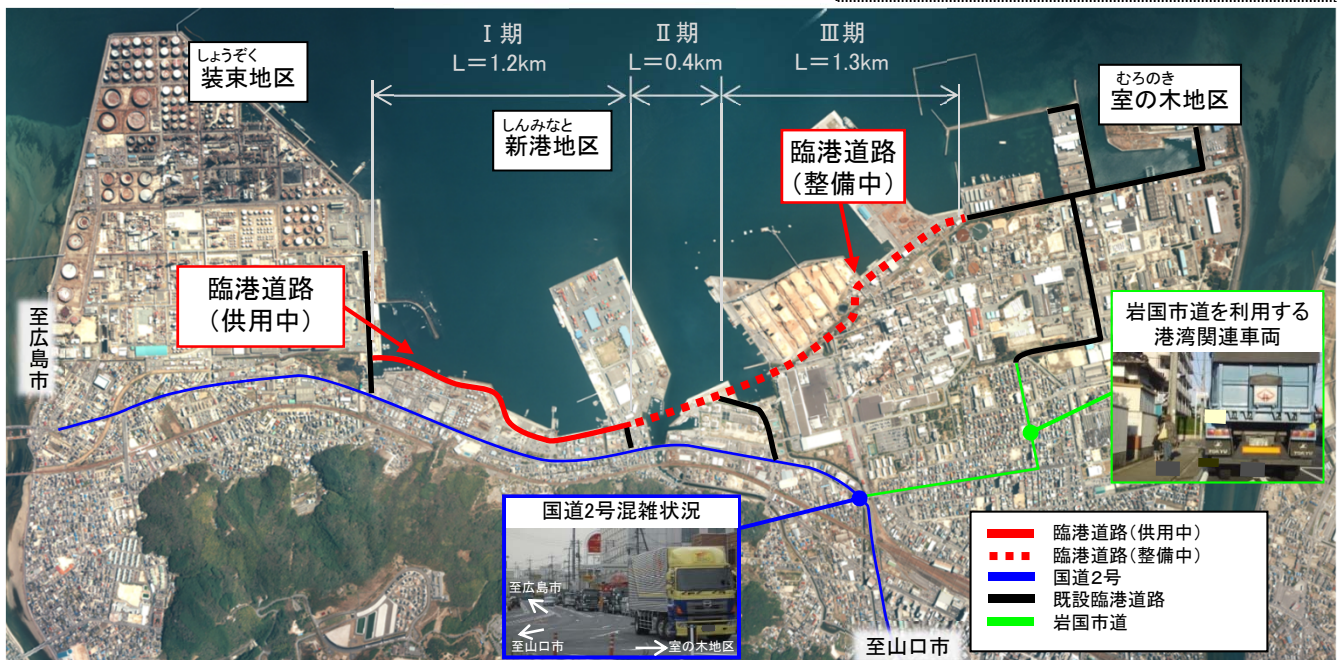 Ⅰ期
L=1.2km
Ⅱ期
L=0.4km
Ⅲ期
L=1.3km
しょうぞく
装束地区
しんみなと
新港地区
むろのき
室の木地区
臨港道路
(整備中)
臨港道路
(供用中)
至広島市
岩国市道を利用する
港湾関連車両
国道2号混雑状況
至広島市
至山口市
室の木地区
至山口市
臨港道路(供用中)
臨港道路(整備中)
国道2号
既設臨港道路
岩国市道